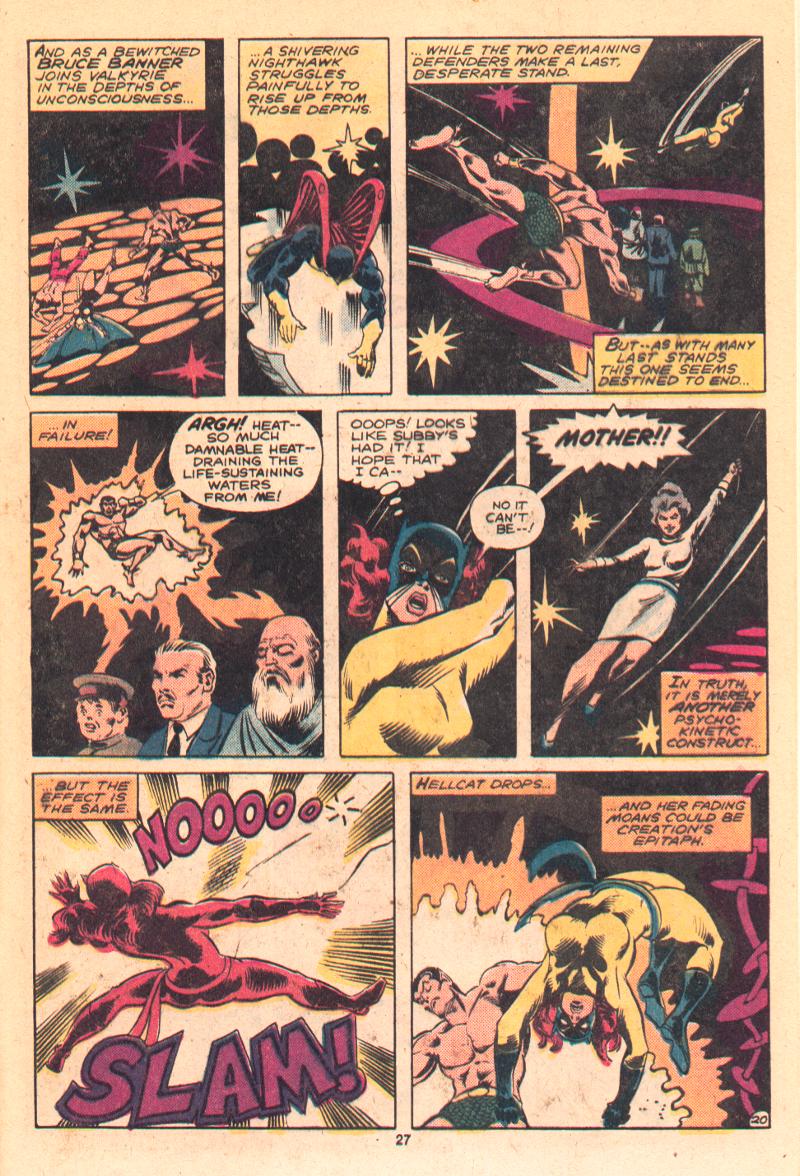 AND AS A BEWITCHED
BRUCE BANNER
JOINS VALKYRIE
IN THE DEPTHS OF
UNCONSCIOUSNESS...
...A SHIVERING
NIGHTHAWK
STRUGGLES
PAINFULLY TO
RISE UP FROM
THOSE DEPTHS.
...WHILE THE TWO REMAINING
DEFENDERS MAKE A LAST,
DESPERATE STAND.
BUT--AS WITH MANY
LAST STANDS
THIS ONE SEEMS
DESTINED TO END...
...IN
FAILURE!
ARGH! HEAT--
SO MUCH
DAMNABLE HEAT--
DRAINING THE
LIFE-SUSTAINING
WATERS
FROM ME!
OOOPS! LOOKS
LIKE SUBBY'S
HAD IT! I
HOPE THAT
I CA--
NO IT
CAN'T
BE--!
MOTHER!!
IN TRUTH,
IT IS MERELY
ANOTHER
PSYCHO-
KINETIC
CONSTRUCT...
...BUT THE
EFFECT IS
THE SAME.
NOOOOO
SLAM!
HELLCAT DROPS...
...AND HER FADING
MOANS COULD BE
CREATION'S
EPITAPH.
20
27